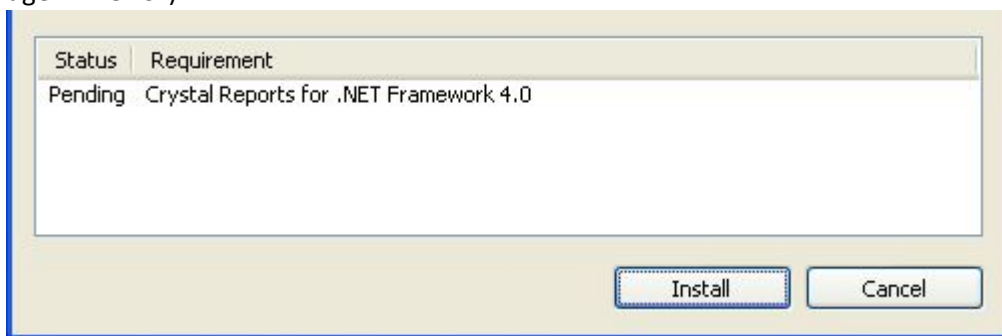 Status Requirement
Pending Crystal Reports for .NET Framework 4.0
Install Cancel